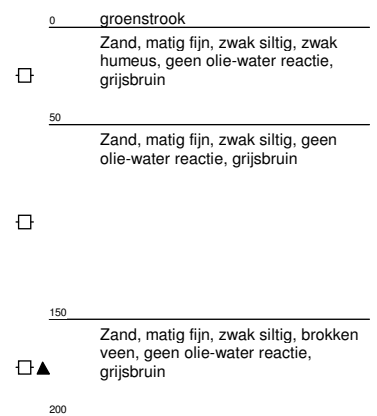 0 groenstrook
Zand, matig fijn, zwak siltig, zwak
humeus, geen olie-water reactie,
grijsbruin
50
Zand, matig fijn, zwak siltig, geen
olie-water reactie, grijsbruin
150
Zand, matig fijn, zwak siltig, brokken
veen, geen olie-water reactie,
grijsbruin
200